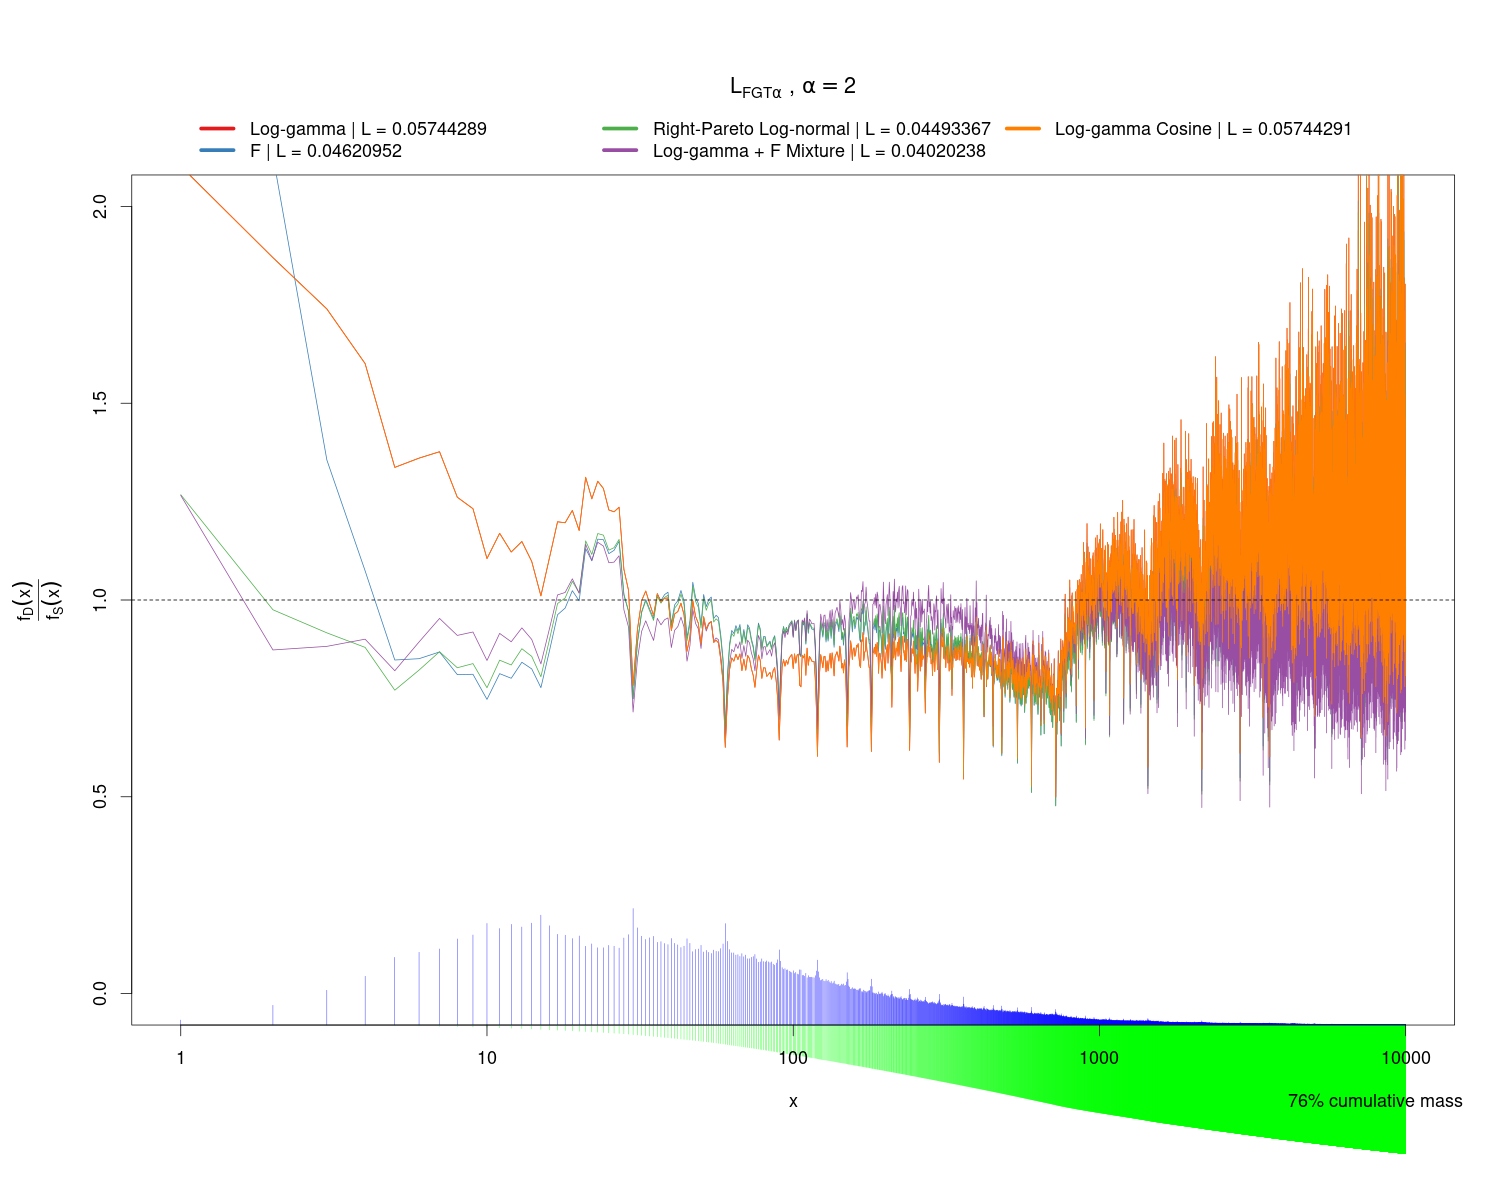 L_FGTα , α = 2
Log-gamma | L = 0.05744289
Right-Pareto Log-normal | L = 0.04493367
Log-gamma Cosine | L = 0.05744291
F | L = 0.04620952
Log-gamma + F Mixture | L = 0.04020238
2.0
1.5
1.0
0.5
0.0
f_D(x)
f_S(x)
1
10
100
1000
10000
x
76% cumulative mass